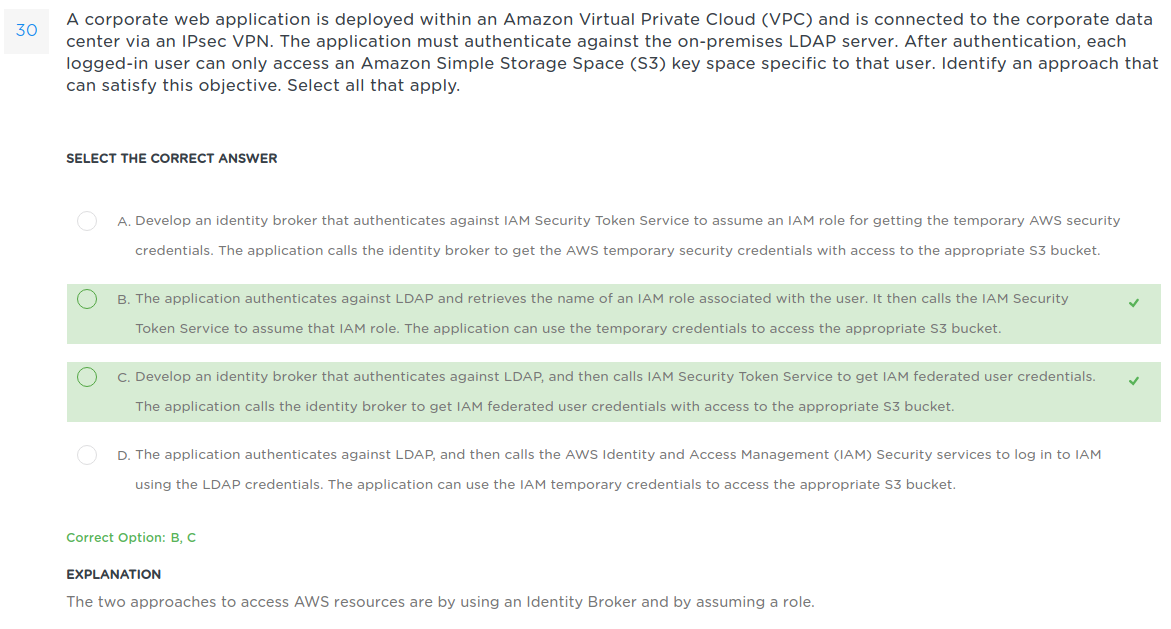 30
A corporate web application is deployed within an Amazon Virtual Private Cloud (VPC) and is connected to the corporate data
center via an IPsec VPN. The application must authenticate against the on-premises LDAP server. After authentication, each
logged-in user can only access an Amazon Simple Storage Space (S3) key space specific to that user. Identify an approach that
can satisfy this objective. Select all that apply.
SELECT THE CORRECT ANSWER
A. Develop an identity broker that authenticates against IAM Security Token Service to assume an IAM role for getting the temporary AWS security
credentials. The application calls the identity broker to get the AWS temporary security credentials with access to the appropriate S3 bucket.
B. The application authenticates against LDAP and retrieves the name of an IAM role associated with the user. It then calls the IAM Security
Token Service to assume that IAM role. The application can use the temporary credentials to access the appropriate S3 bucket.
C. Develop an identity broker that authenticates against LDAP, and then calls IAM Security Token Service to get IAM federated user credentials.
The application calls the identity broker to get IAM federated user credentials with access to the appropriate S3 bucket.
D. The application authenticates against LDAP, and then calls the AWS Identity and Access Management (IAM) Security services to log in to IAM
using the LDAP credentials. The application can use the IAM temporary credentials to access the appropriate S3 bucket.
Correct Option: B, C
EXPLANATION
The two approaches to access AWS resources are by using an Identity Broker and by assuming a role.